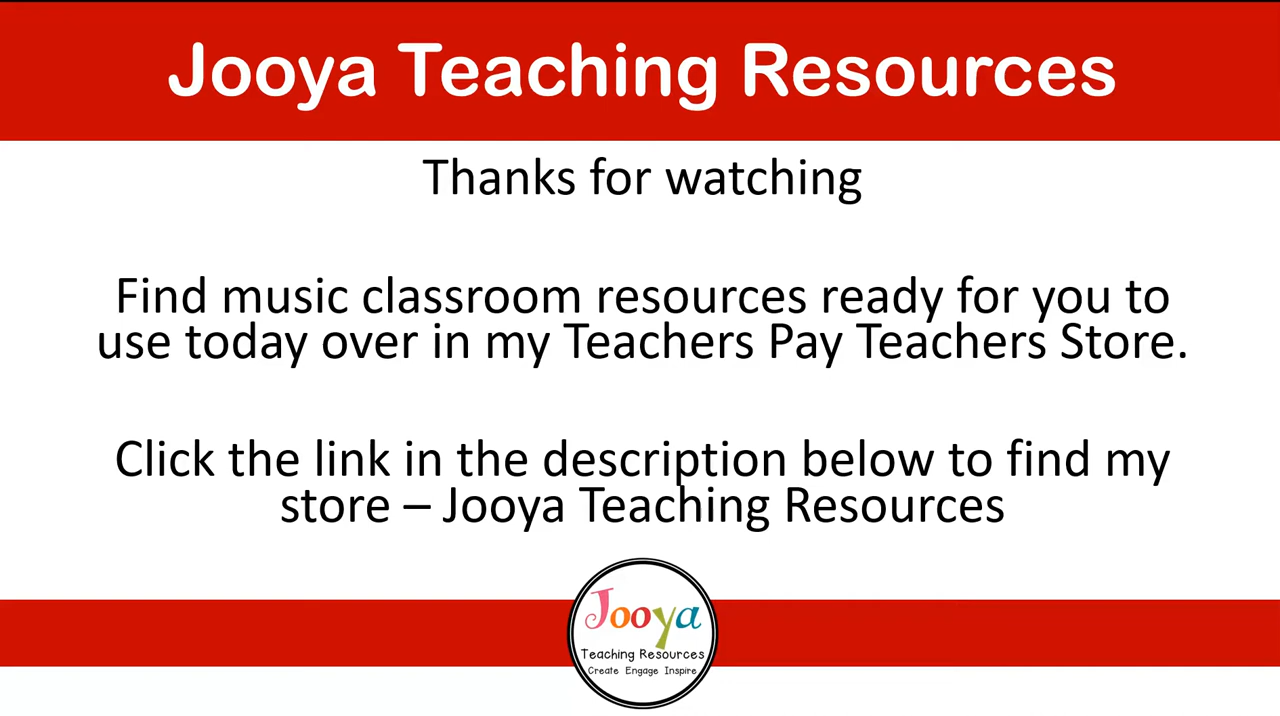 Jooya Teaching Resources
Thanks for watching
Find music classroom resources ready for you to
use today over in my Teachers Pay Teachers Store.
Click the link in the description below to find my
store – Jooya Teaching Resources
Jooya
Teaching Resources
Create Engage Inspire